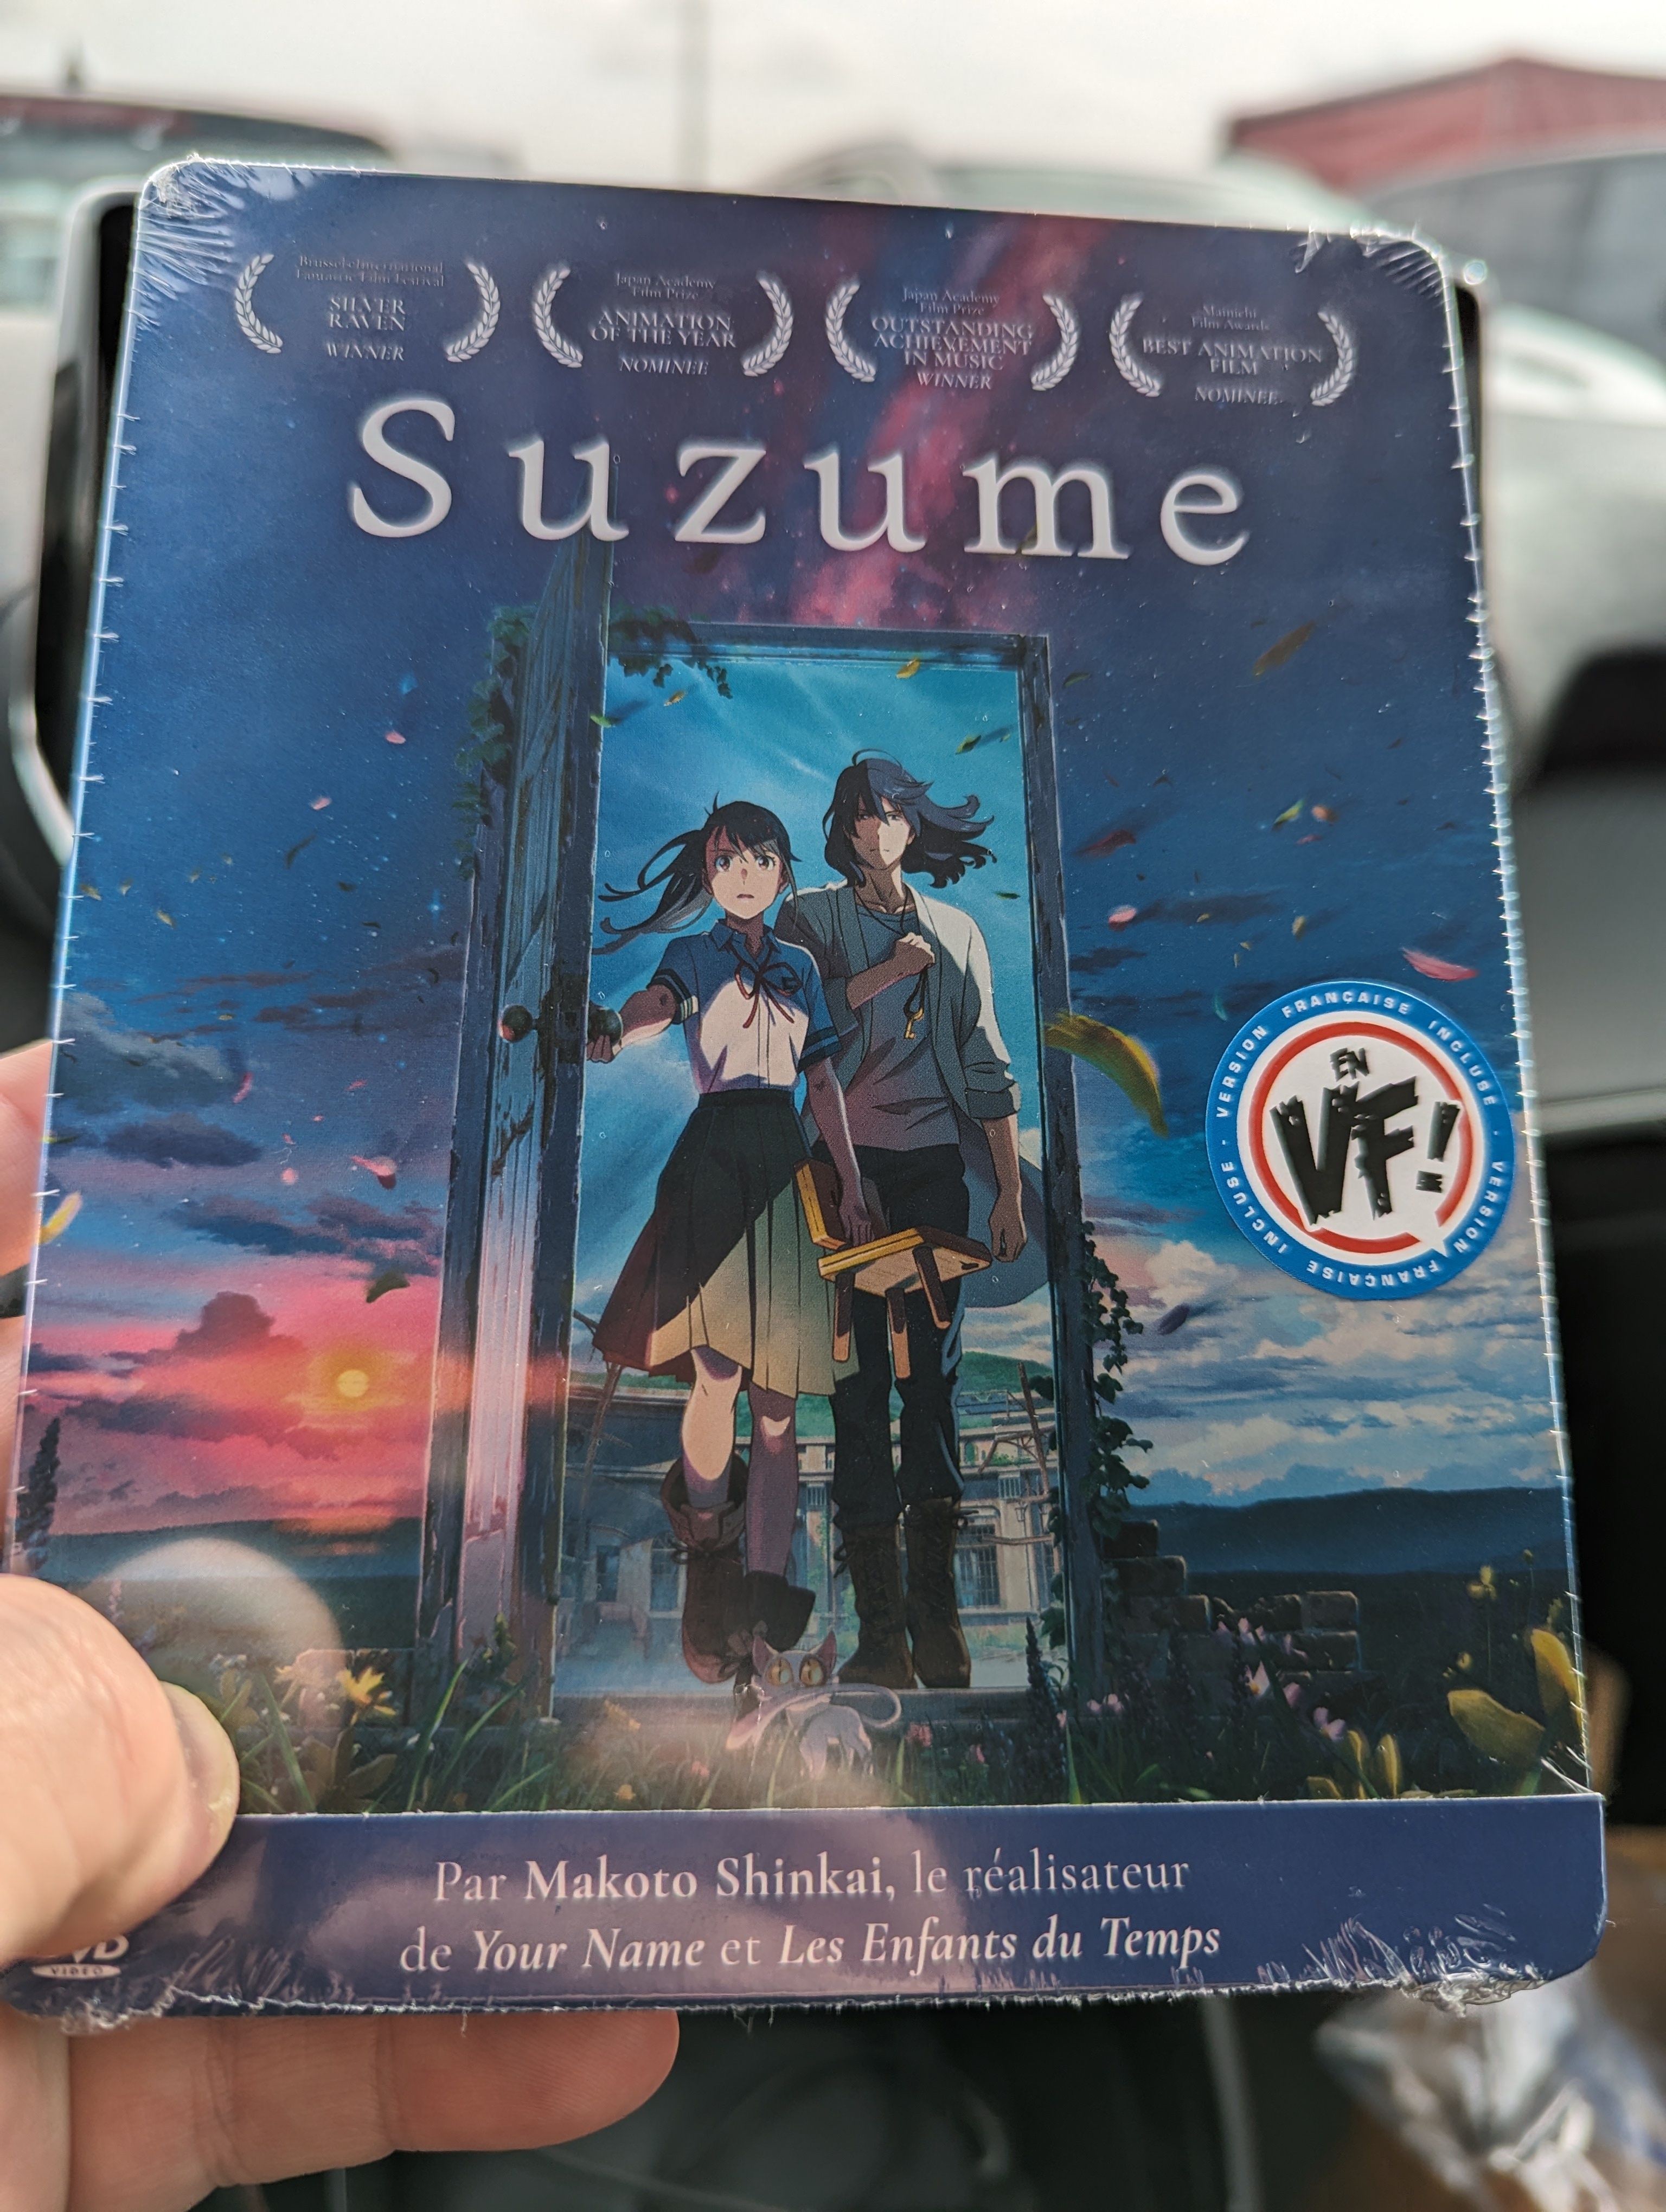 Brussels International
Fantastic Film Festival
SILVER
RAVEN
WINNER
Japan Academy
Film Prize
ANIMATION
OF THE YEAR
NOMINEE
Japan Academy
Film Prize
OUTSTANDING
ACHIEVEMENT
IN MUSIC
WINNER
Mainichi
Film Awards
BEST ANIMATION
FILM
NOMINEE
Suzume
VERSION FRANÇAISE INCLUSE · VERSION FRANÇAISE INCLUSE ·
EN
VF!
Par Makoto Shinkai, le réalisateur
de Your Name et Les Enfants du Temps
VIDEO